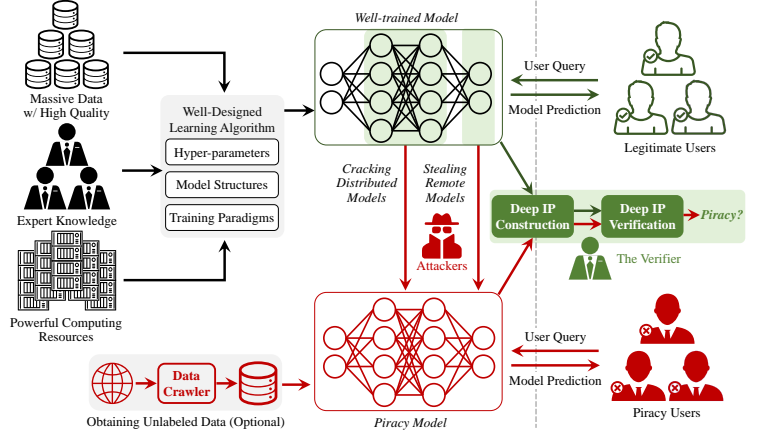 Well-trained Model
Massive Data
w/ High Quality
Well-Designed
Learning Algorithm
Hyper-parameters
Model Structures
Training Paradigms
User Query
Model Prediction
Legitimate Users
Expert Knowledge
Cracking
Distributed
Models
Stealing
Remote
Models
Deep IP
Construction
Deep IP
Verification
Piracy?
The Verifier
Attackers
Powerful Computing
Resources
User Query
Model Prediction
Data
Crawler
Obtaining Unlabeled Data (Optional)
Piracy Model
Piracy Users